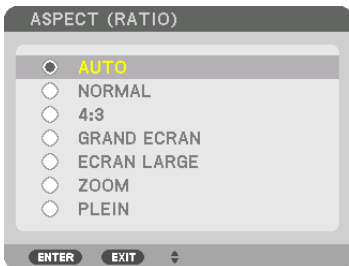 ASPECT (RATIO)
AUTO
NORMAL
4:3
GRAND ECRAN
ECRAN LARGE
ZOOM
PLEIN
ENTER EXIT